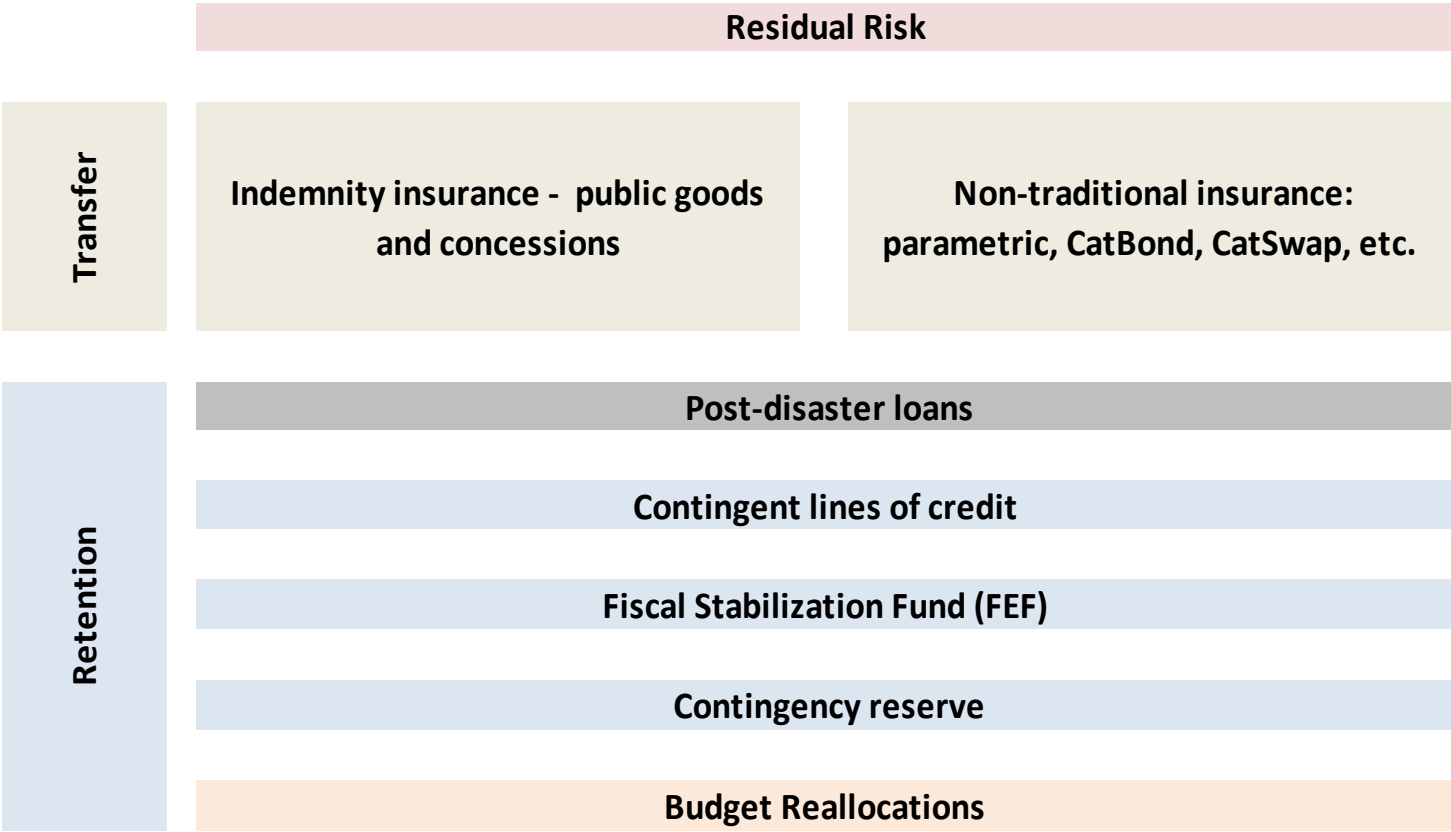 Residual Risk
Transfer
Indemnity insurance - public goods
and concessions
Non-traditional insurance:
parametric, CatBond, CatSwap, etc.
Retention
Post-disaster loans
Contingent lines of credit
Fiscal Stabilization Fund (FEF)
Contingency reserve
Budget Reallocations